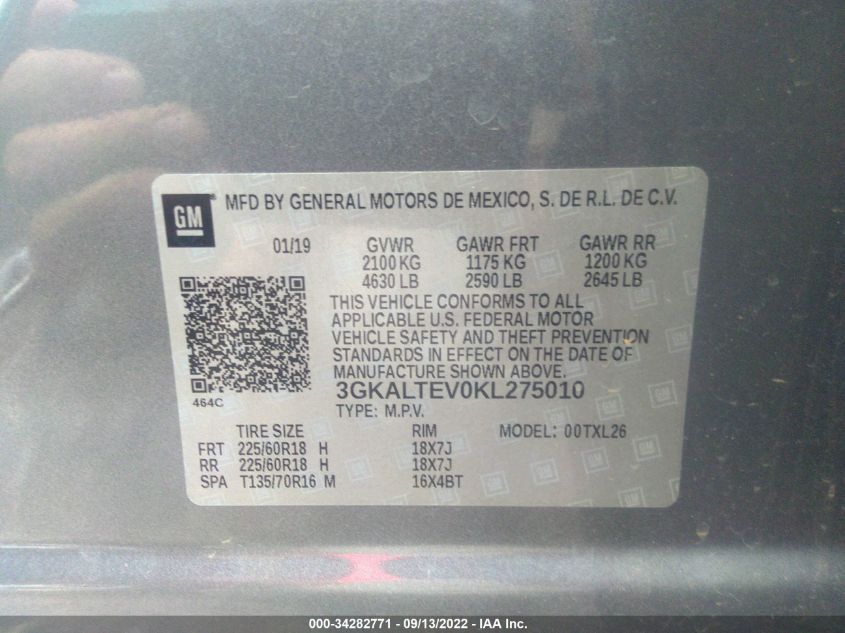 GM
MFD BY GENERAL MOTORS DE MEXICO, S. DE R.L. DE C.V.
01/19 GVWR GAWR FRT GAWR RR
2100 KG 1175 KG 1200 KG
4630 LB 2590 LB 2645 LB
THIS VEHICLE CONFORMS TO ALL
APPLICABLE U.S. FEDERAL MOTOR
VEHICLE SAFETY AND THEFT PREVENTION
STANDARDS IN EFFECT ON THE DATE OF
MANUFACTURE SHOWN ABOVE.
464C
3GKALTEV0KL275010
TYPE: M.P.V.
TIRE SIZE RIM MODEL: 00TXL26
FRT 225/60R18 H 18X7J
RR 225/60R18 H 18X7J
SPA T135/70R16 M 16X4BT
000-34282771 - 09/13/2022 - IAA Inc.